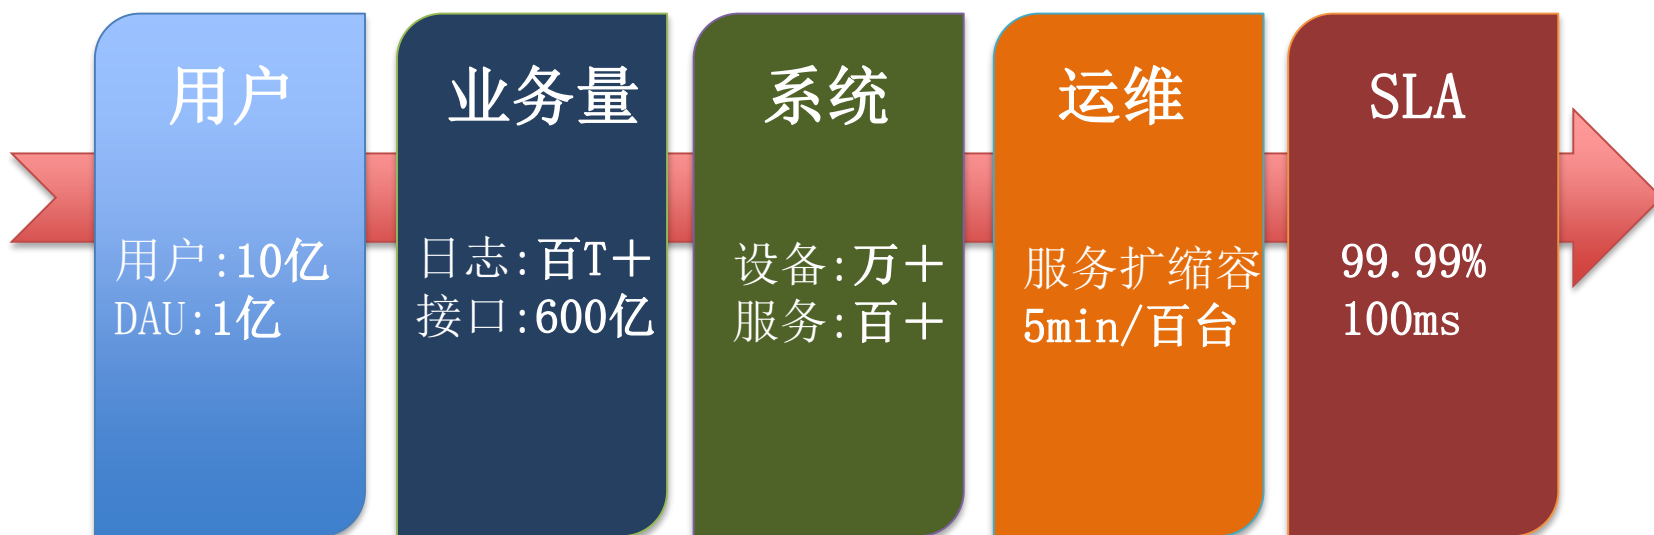 用户
用户:10亿
DAU:1亿
业务量
日志:百T+
接口:600亿
系统
设备:万+
服务:百+
运维
服务扩缩容
5min/百台
SLA
99.99%
100ms